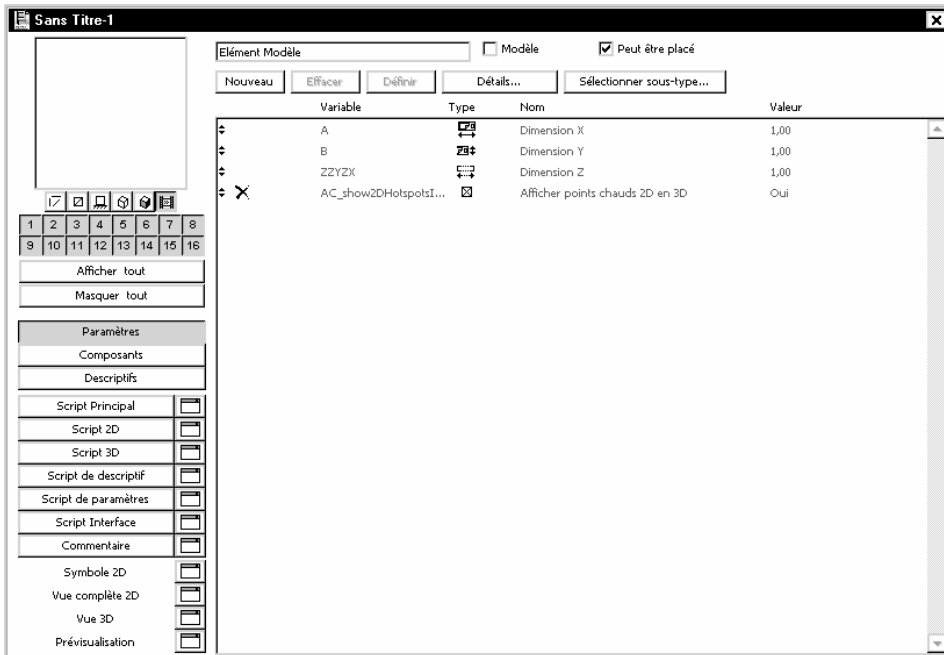 Sans Titre-1
Elément Modèle
Modèle
Peut être placé
Nouveau Effacer Définir Détails... Sélectionner sous-type...
Variable Type Nom Valeur
A Dimension X 1,00
B Dimension Y 1,00
ZZYZX Dimension Z 1,00
AC_show2DHotspotsI... Afficher points chauds 2D en 3D Oui
1 2 3 4 5 6 7 8
9 10 11 12 13 14 15 16
Afficher tout
Masquer tout
Paramètres
Composants
Descriptifs
Script Principal
Script 2D
Script 3D
Script de descriptif
Script de paramètres
Script Interface
Commentaire
Symbole 2D
Vue complète 2D
Vue 3D
Prévisualisation